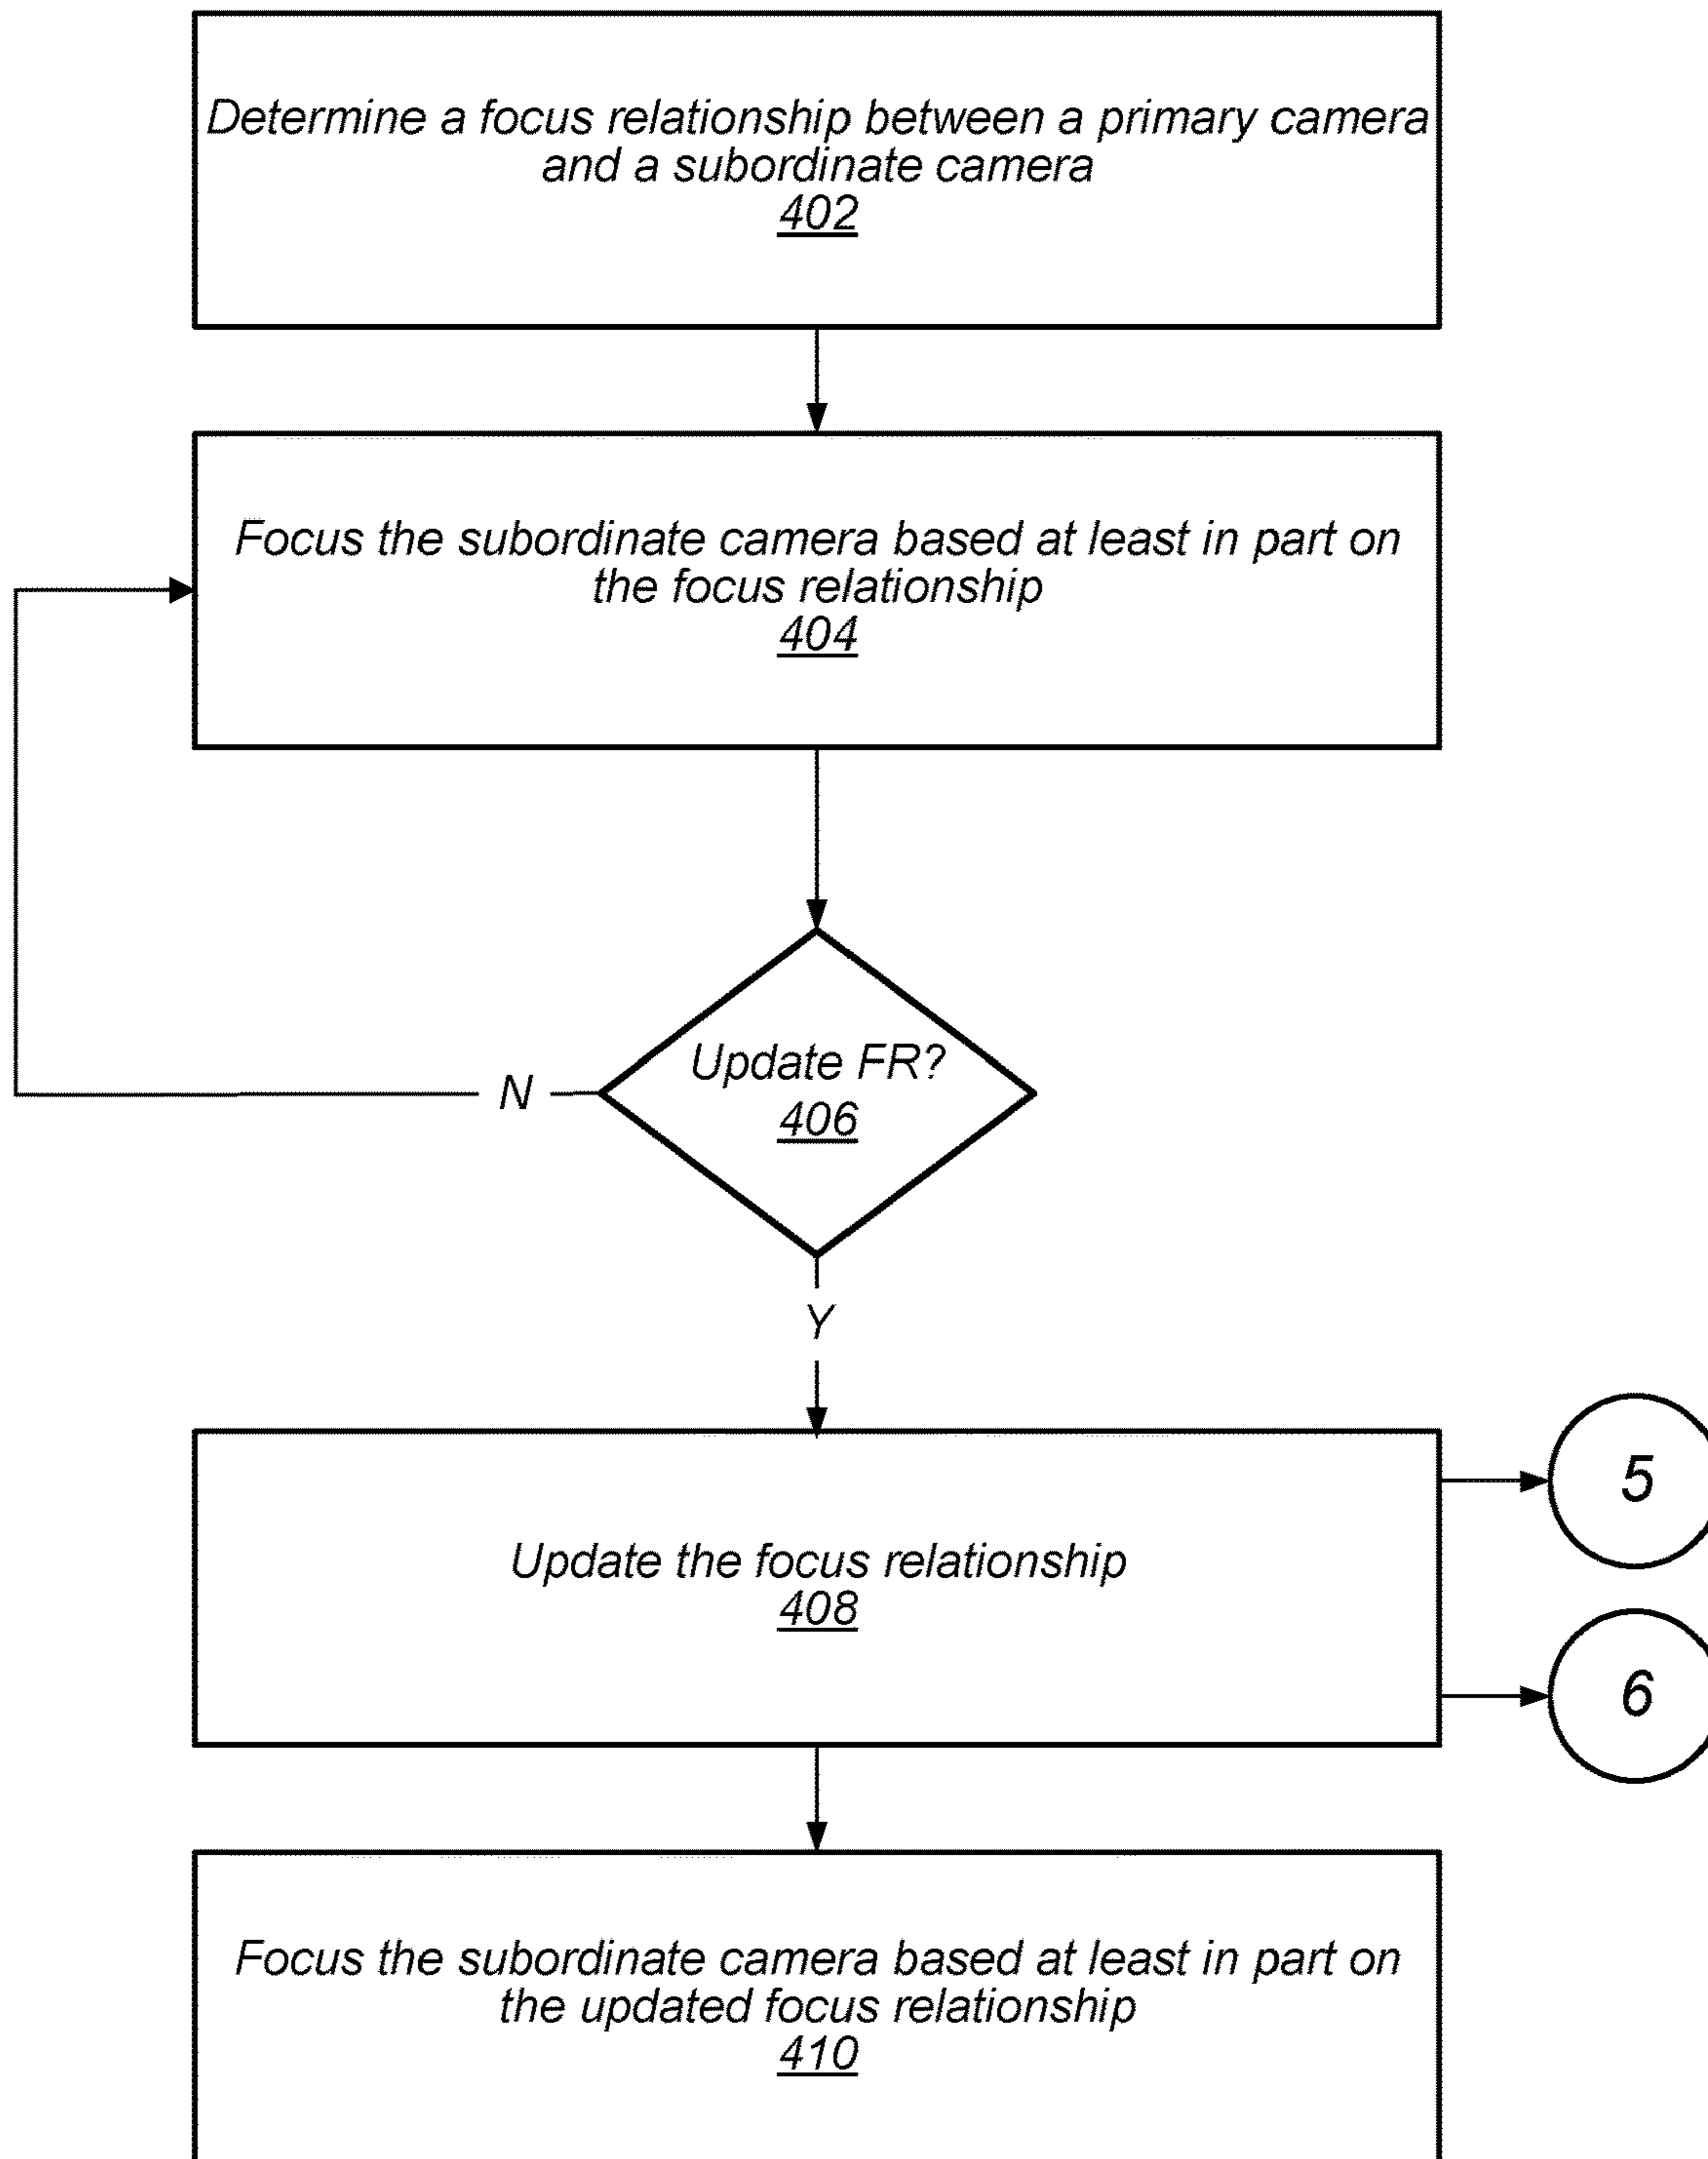 Determine a focus relationship between a primary camera
and a subordinate camera
402
Focus the subordinate camera based at least in part on
the focus relationship
404
Update FR?
406
N
Y
Update the focus relationship
408
5
6
Focus the subordinate camera based at least in part on
the updated focus relationship
410